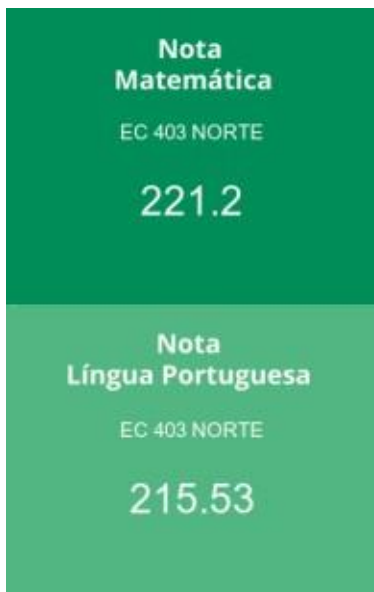 Nota
Matemática
EC 403 NORTE
221.2
Nota
Língua Portuguesa
EC 403 NORTE
215.53